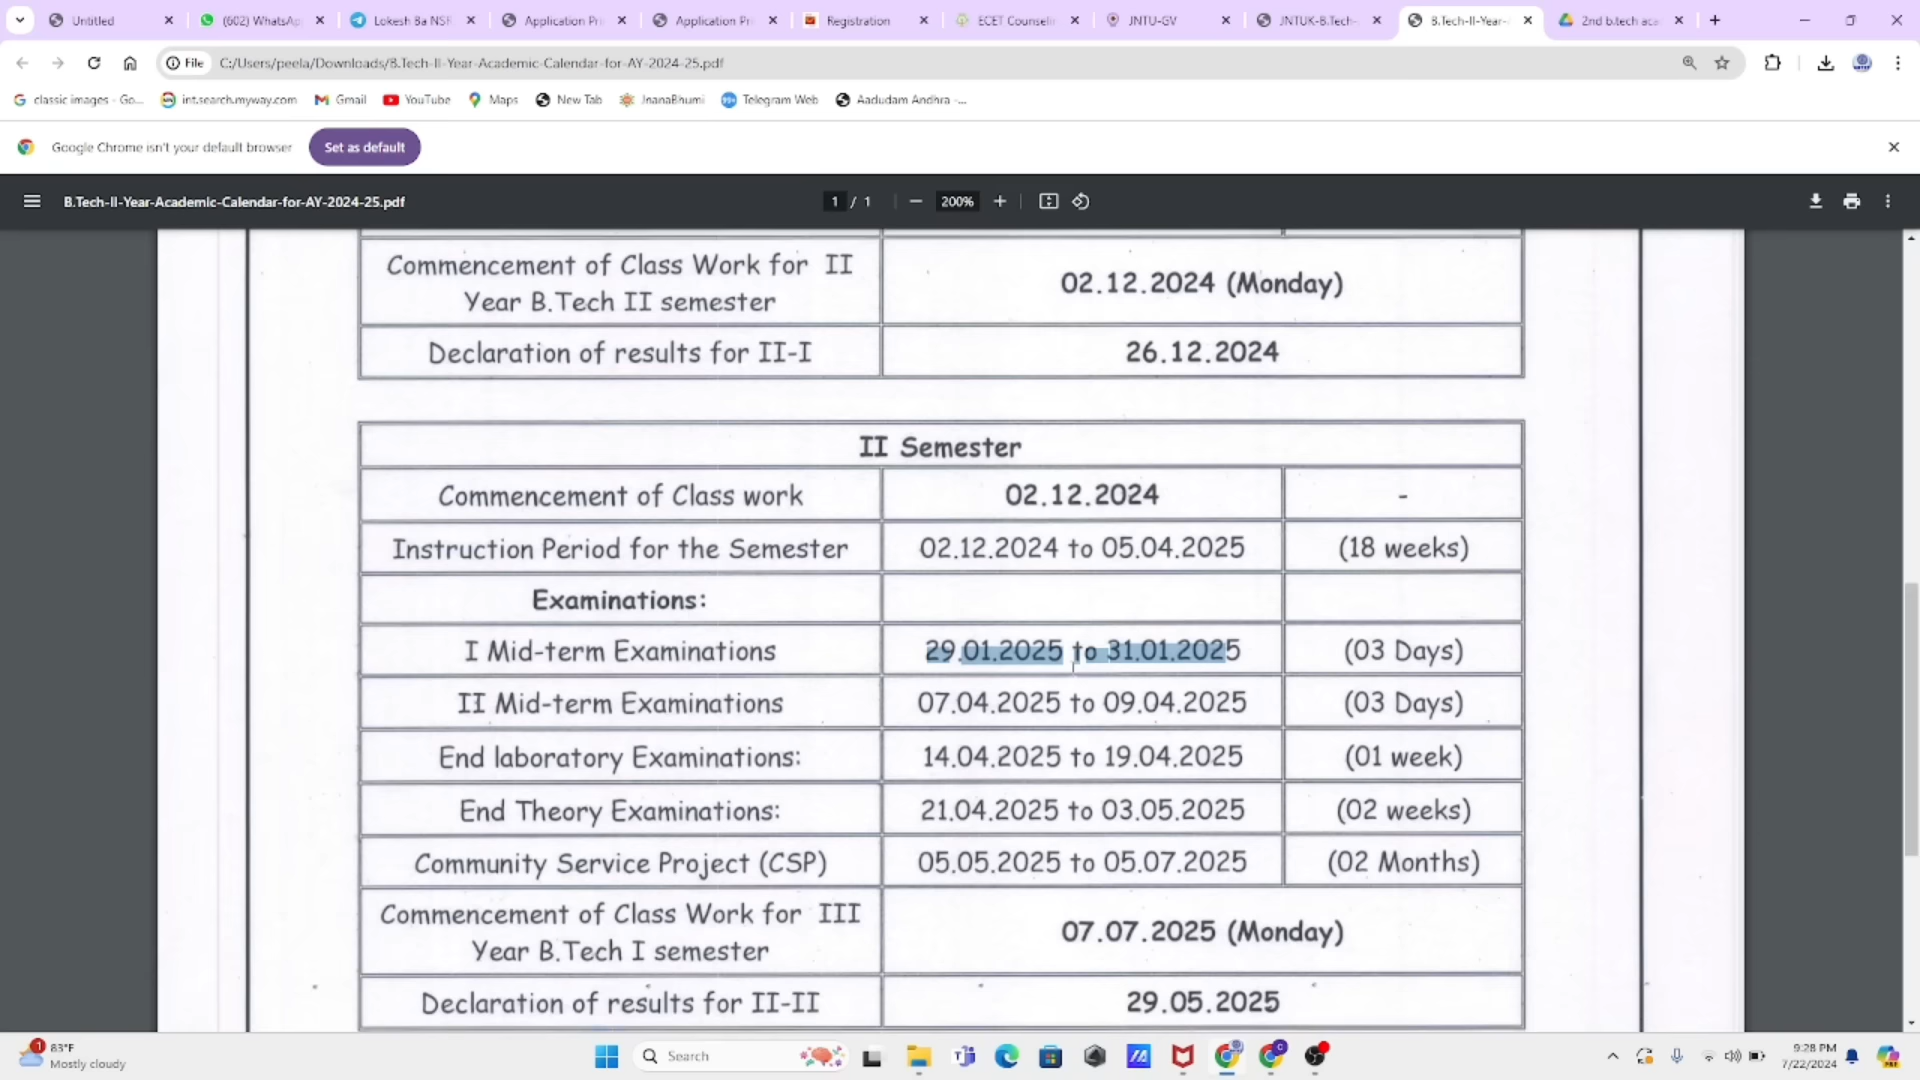 Untitled
(602) WhatsAp
Lokesh Ba NSF
Application Pri
Application Pri
Registration
ECET Counseli
JNTU-GV
JNTUK-B.Tech-
B.Tech-II-Year-
2nd b.tech aca
File
C:/Users/peela/Downloads/B.Tech-II-Year-Academic-Calendar-for-AY-2024-25.pdf
classic images - Go...
int.search.myway.com
Gmail
YouTube
Maps
New Tab
JnanaBhumi
Telegram Web
Aadudam Andhra -...
Google Chrome isn't your default browser
Set as default
B.Tech-II-Year-Academic-Calendar-for-AY-2024-25.pdf
1 / 1
200%
Commencement of Class Work for II
Year B.Tech II semester
02.12.2024 (Monday)
Declaration of results for II-I
26.12.2024
II Semester
Commencement of Class work
02.12.2024
-
Instruction Period for the Semester
02.12.2024 to 05.04.2025
(18 weeks)
Examinations:
I Mid-term Examinations
29.01.2025 to 31.01.2025
(03 Days)
II Mid-term Examinations
07.04.2025 to 09.04.2025
(03 Days)
End laboratory Examinations:
14.04.2025 to 19.04.2025
(01 week)
End Theory Examinations:
21.04.2025 to 03.05.2025
(02 weeks)
Community Service Project (CSP)
05.05.2025 to 05.07.2025
(02 Months)
Commencement of Class Work for III
Year B.Tech I semester
07.07.2025 (Monday)
Declaration of results for II-II
29.05.2025
1
83°F
Mostly cloudy
Search
9:28 PM
7/22/2024